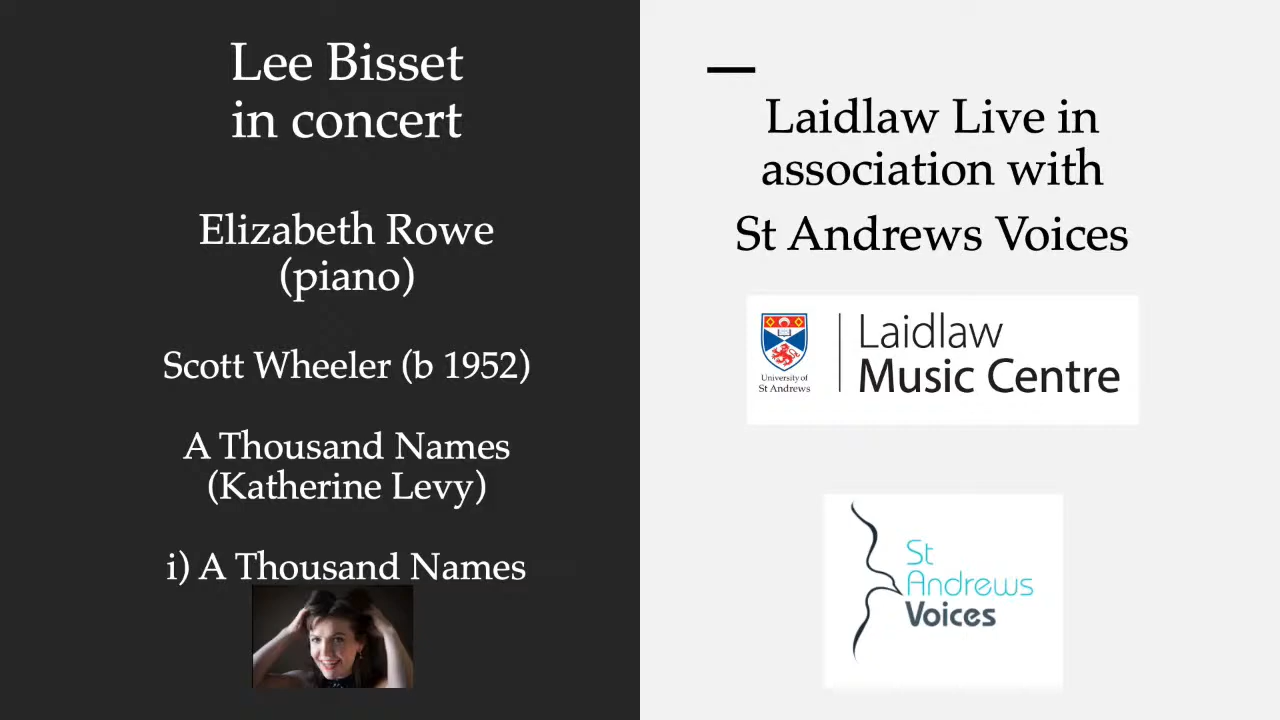 Lee Bisset
in concert
Elizabeth Rowe
(piano)
Scott Wheeler (b 1952)
A Thousand Names
(Katherine Levy)
i) A Thousand Names
Laidlaw Live in
association with
St Andrews Voices
University of
St Andrews
Laidlaw
Music Centre
St
Andrews
Voices